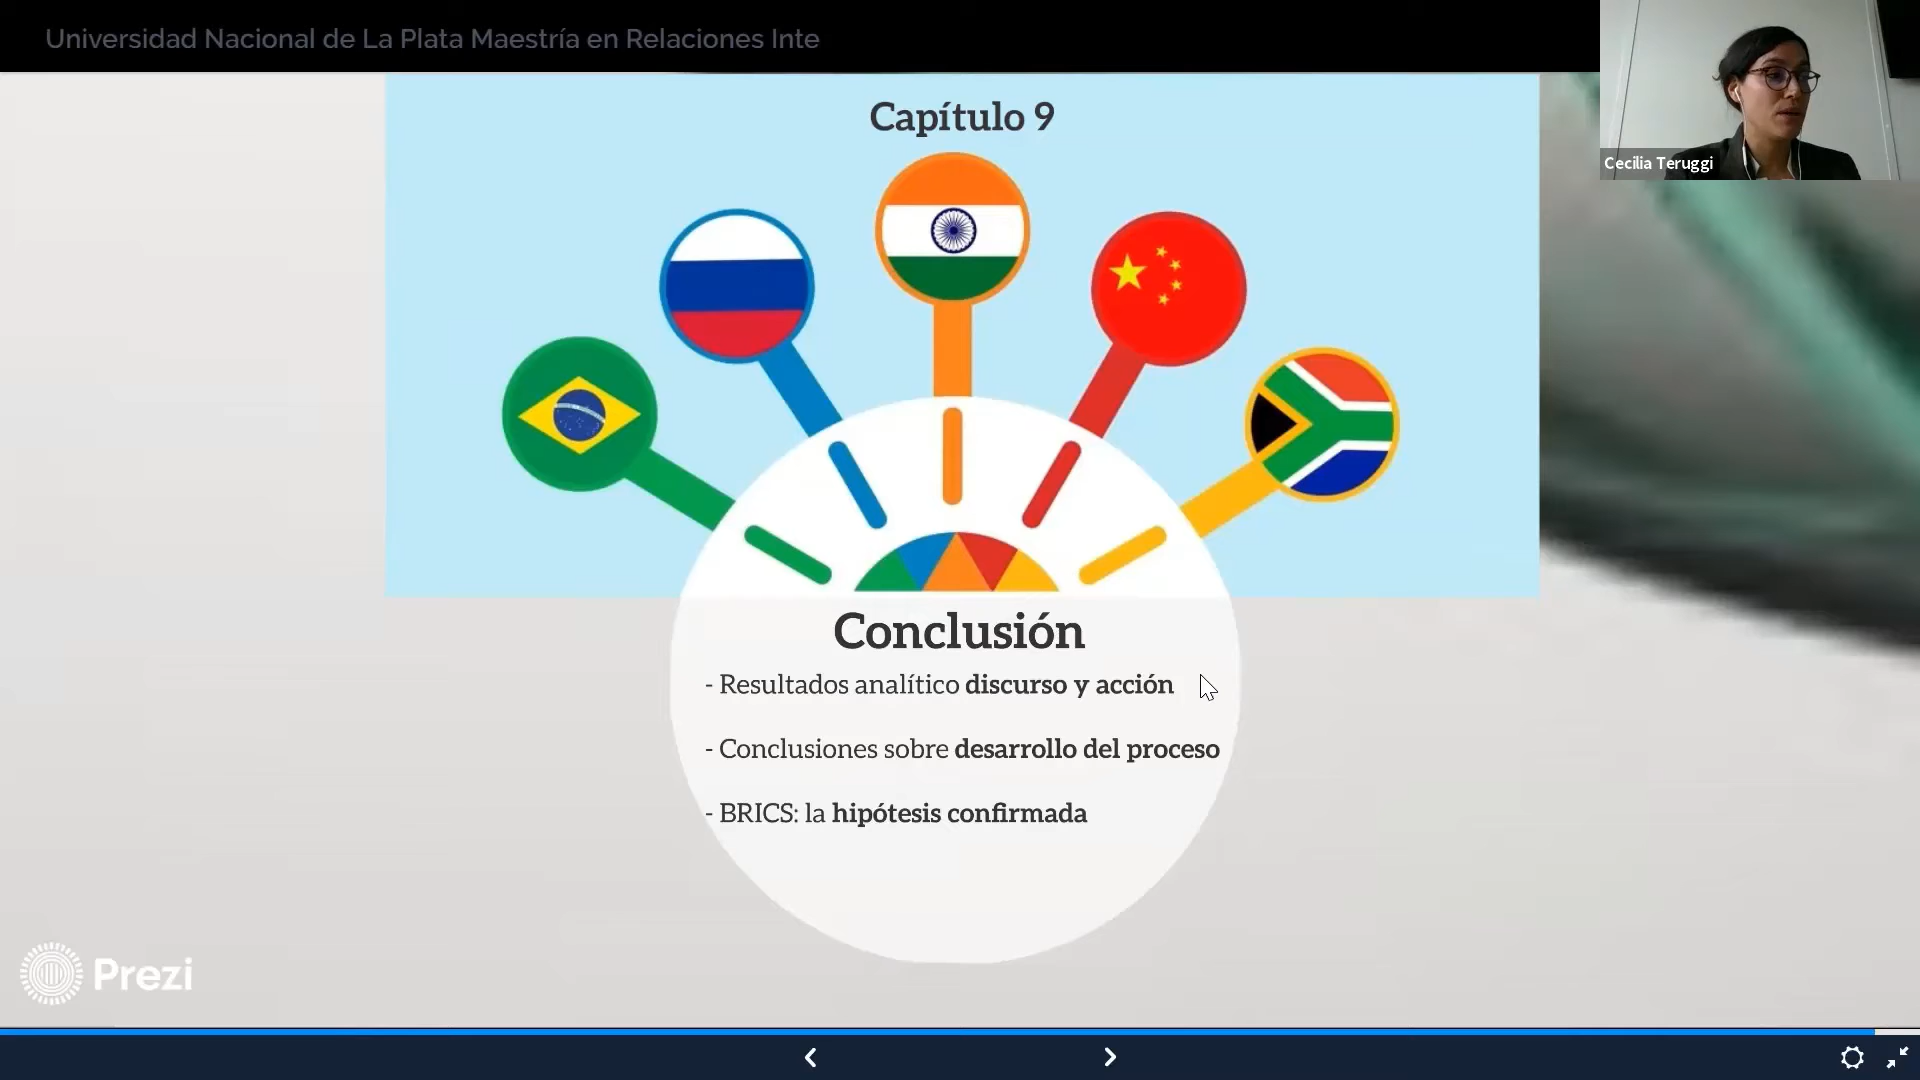 Universidad Nacional de La Plata Maestría en Relaciones Inte
Cecilia Teruggi
Capítulo 9
Conclusión
- Resultados analítico discurso y acción
- Conclusiones sobre desarrollo del proceso
- BRICS: la hipótesis confirmada
Prezi